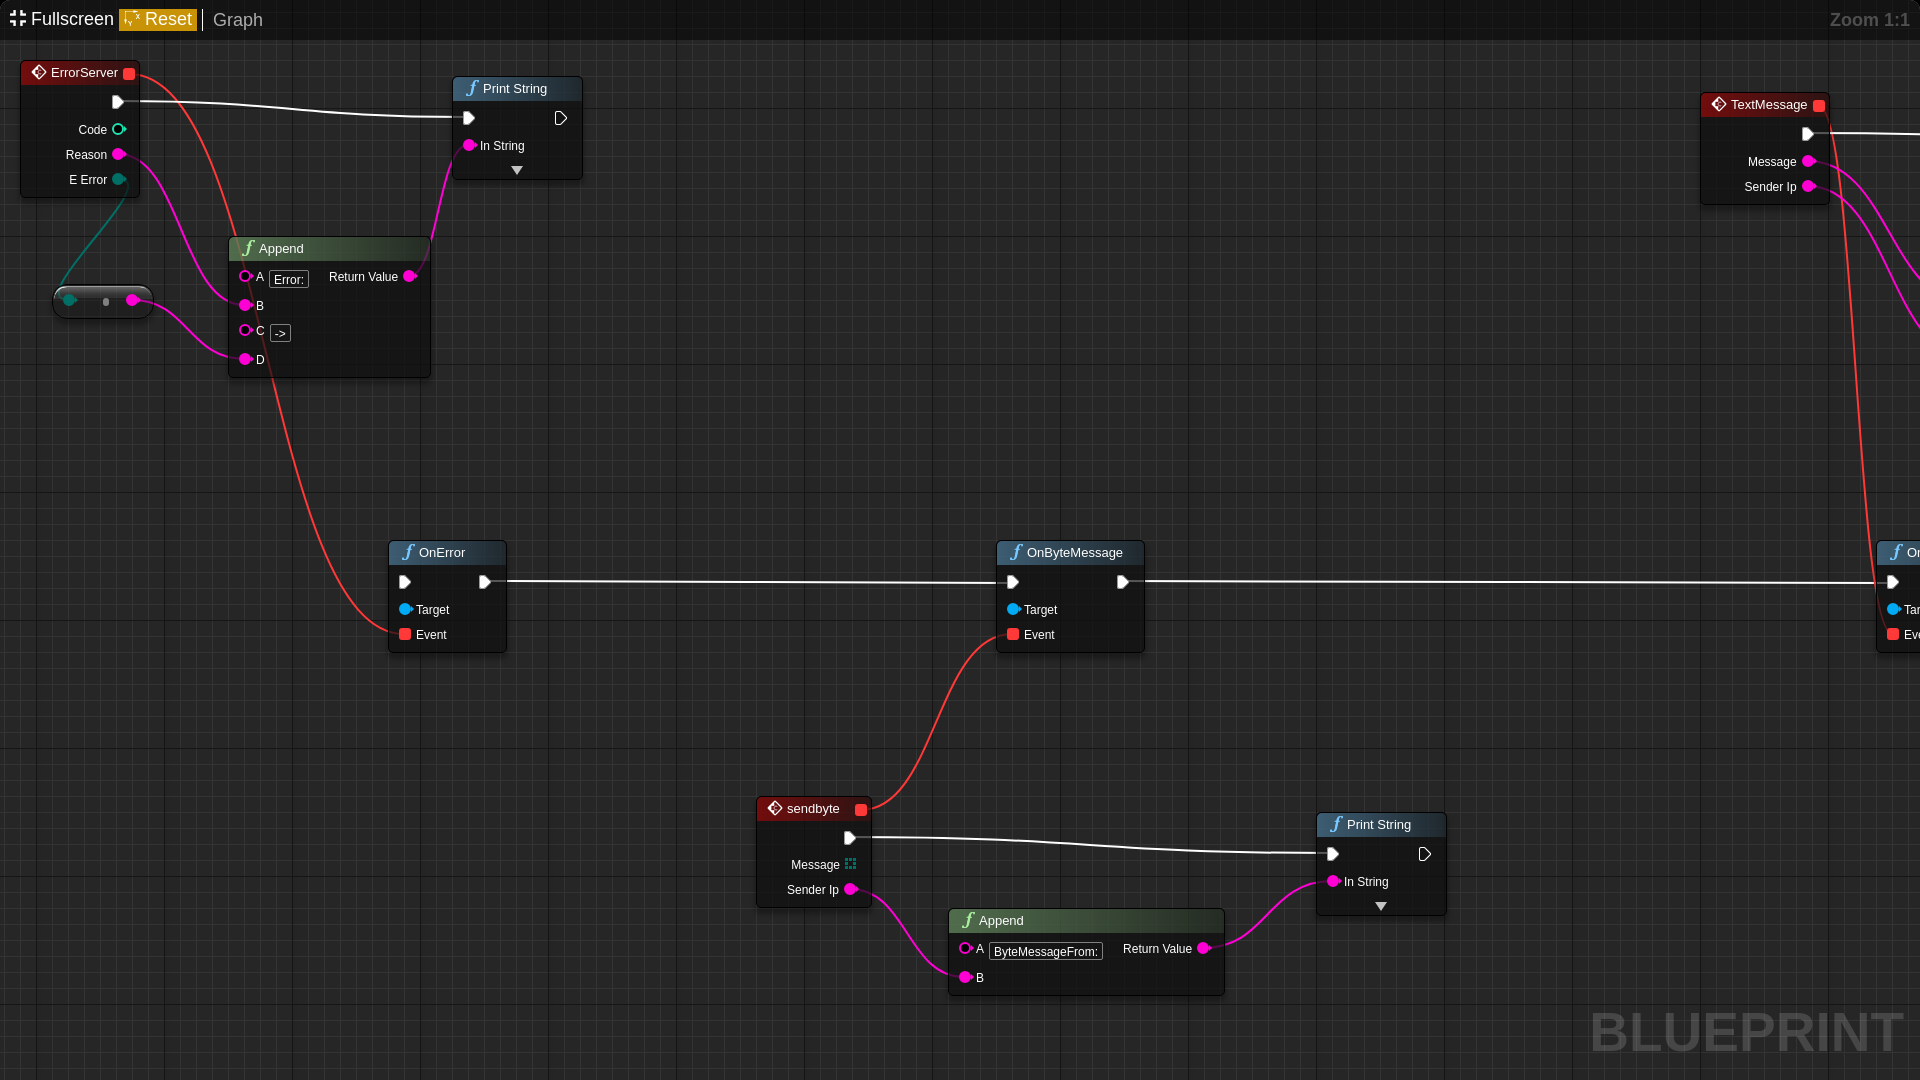 Fullscreen Reset Graph Zoom 1:1
ErrorServer
Code
Reason
E Error
Print String
In String
TextMessage
Message
Sender Ip
Append
A Error: Return Value
B
C ->
D
OnError
Target
Event
OnByteMessage
Target
Event
On
Tar
Eve
sendbyte
Message
Sender Ip
Print String
In String
Append
A ByteMessageFrom: Return Value
B
BLUEPRINT